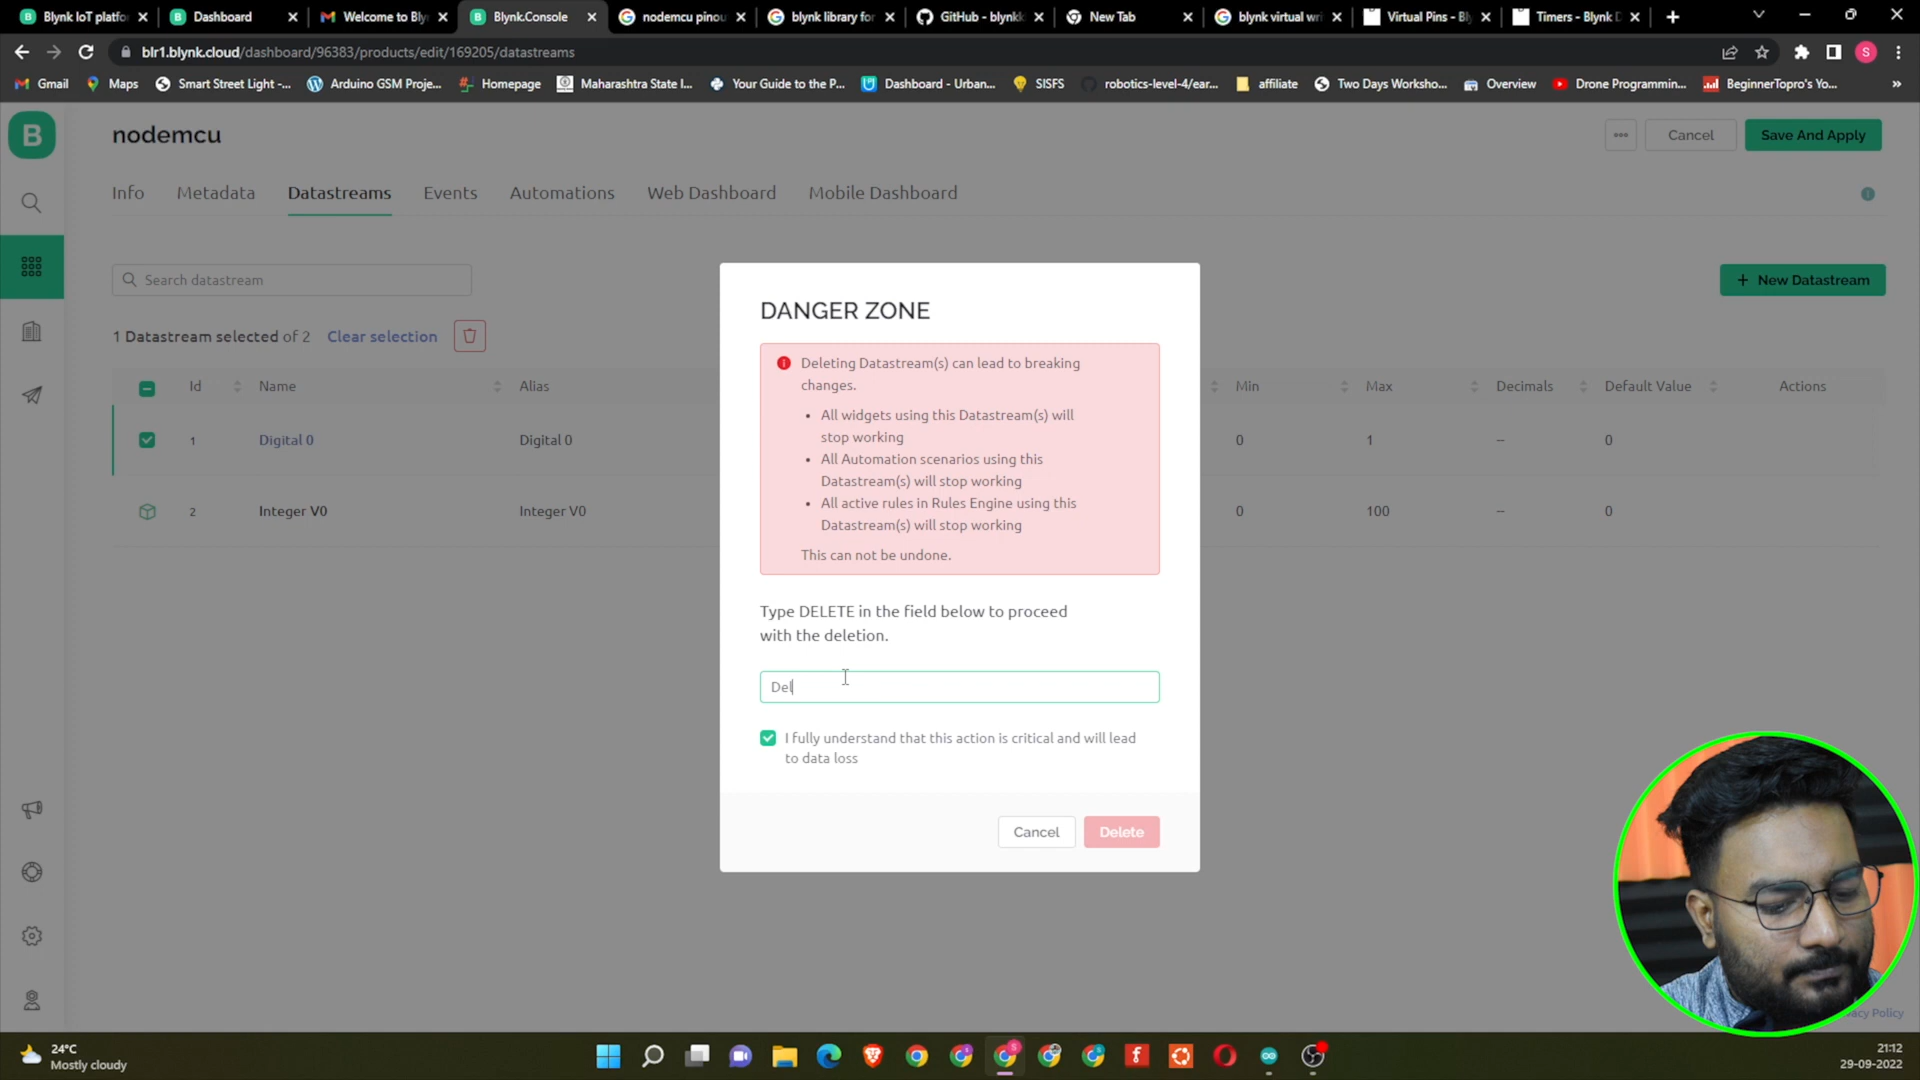 Blynk IoT platfo
Dashboard
Welcome to Bly
Blynk.Console
nodemcu pinou
blynk library for
GitHub - blynkk
New Tab
blynk virtual wri
Virtual Pins - Bly
Timers - Blynk D
blr1.blynk.cloud/dashboard/96383/products/edit/169205/datastreams
S
Gmail
Maps
Smart Street Light -...
Arduino GSM Proje...
Homepage
Maharashtra State I...
Your Guide to the P...
Dashboard - Urban...
SISFS
robotics-level-4/ear...
affiliate
Two Days Worksho...
Overview
Drone Programmin...
BeginnerTopro's Yo...
»
B
nodemcu
Cancel
Save And Apply
Info
Metadata
Datastreams
Events
Automations
Web Dashboard
Mobile Dashboard
Search datastream
+ New Datastream
1 Datastream selected of 2
Clear selection
Id
Name
Alias
Min
Max
Decimals
Default Value
Actions
1
Digital 0
Digital 0
0
1
–
0
2
Integer V0
Integer V0
0
100
–
0
DANGER ZONE
Deleting Datastream(s) can lead to breaking
changes.
• All widgets using this Datastream(s) will
stop working
• All Automation scenarios using this
Datastream(s) will stop working
• All active rules in Rules Engine using this
Datastream(s) will stop working
This can not be undone.
Type DELETE in the field below to proceed
with the deletion.
Del
I fully understand that this action is critical and will lead
to data loss
Cancel
Delete
Policy
24°C
Mostly cloudy
21:12
29-09-2022